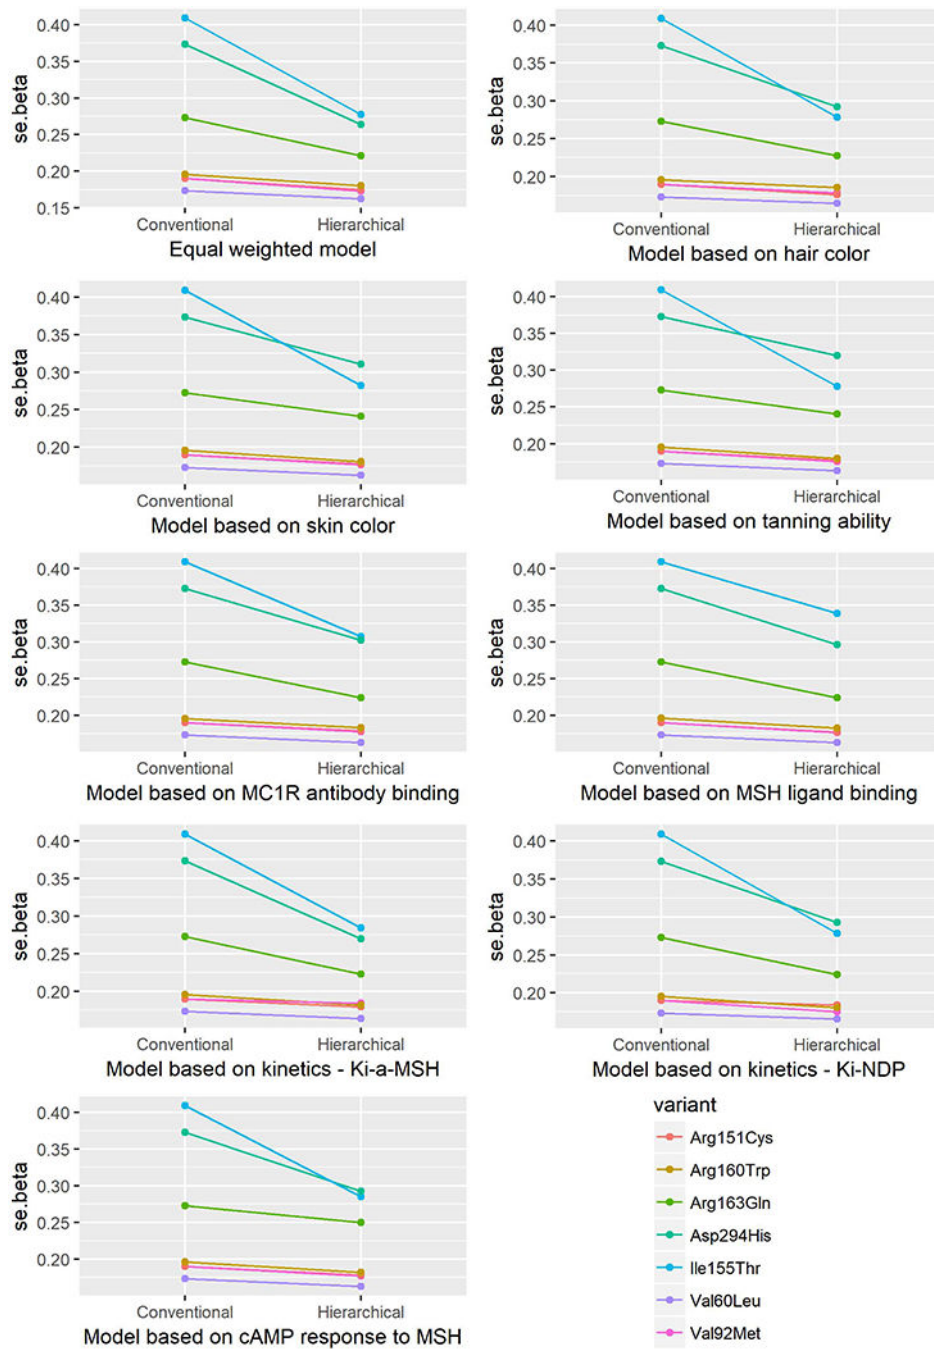 0.40
0.35
0.30
0.25
0.20
0.15
se.beta
Conventional Hierarchical
Equal weighted model
0.40
0.35
0.30
0.25
0.20
se.beta
Conventional Hierarchical
Model based on hair color
0.40
0.35
0.30
0.25
0.20
se.beta
Conventional Hierarchical
Model based on skin color
0.40
0.35
0.30
0.25
0.20
se.beta
Conventional Hierarchical
Model based on tanning ability
0.40
0.35
0.30
0.25
0.20
se.beta
Conventional Hierarchical
Model based on MC1R antibody binding
0.40
0.35
0.30
0.25
0.20
se.beta
Conventional Hierarchical
Model based on MSH ligand binding
0.40
0.35
0.30
0.25
0.20
se.beta
Conventional Hierarchical
Model based on kinetics - Ki-a-MSH
0.40
0.35
0.30
0.25
0.20
se.beta
Conventional Hierarchical
Model based on kinetics - Ki-NDP
0.40
0.35
0.30
0.25
0.20
se.beta
Conventional Hierarchical
Model based on cAMP response to MSH
variant
Arg151Cys
Arg160Trp
Arg163Gln
Asp294His
Ile155Thr
Val60Leu
Val92Met